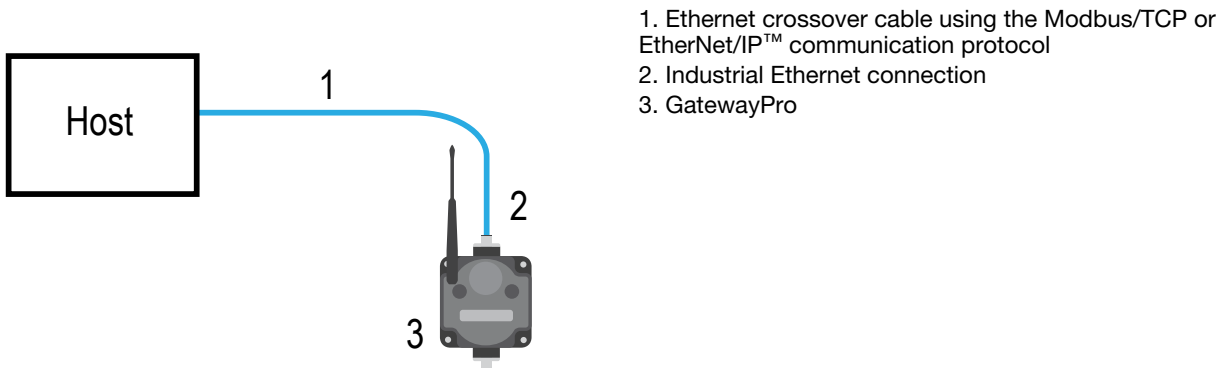 1. Ethernet crossover cable using the Modbus/TCP or
EtherNet/IP™ communication protocol
2. Industrial Ethernet connection
3. GatewayPro
Host
1
2
3